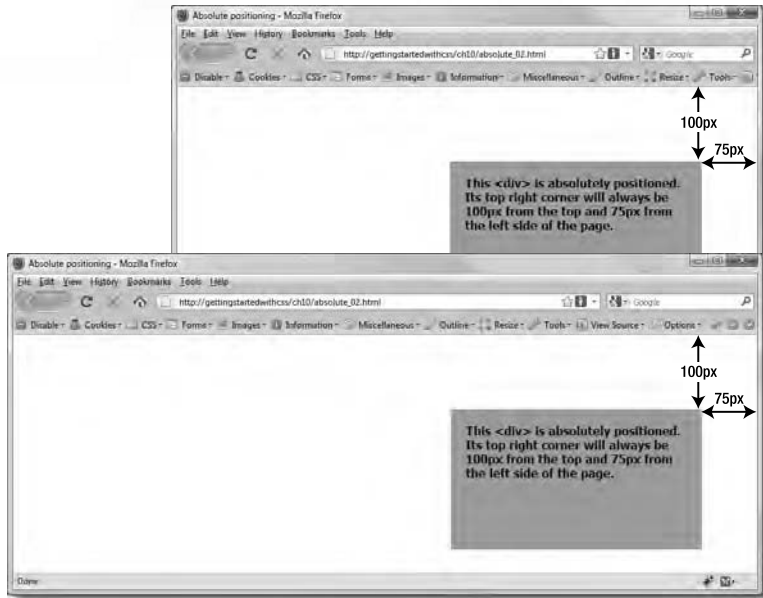 Absolute positioning - Mozilla Firefox
File Edit View History Bookmarks Tools Help
http://gettingstartedwithcss/ch10/absolute_02.html Google
Disable Cookies CSS Forms Images Information Miscellaneous Outline Resize Tools
100px
75px
This <div> is absolutely positioned.
Its top right corner will always be
100px from the top and 75px from
the left side of the page.
Absolute positioning - Mozilla Firefox
File Edit View History Bookmarks Tools Help
http://gettingstartedwithcss/ch10/absolute_02.html Google
Disable Cookies CSS Forms Images Information Miscellaneous Outline Resize Tools View Source Options
100px
75px
This <div> is absolutely positioned.
Its top right corner will always be
100px from the top and 75px from
the left side of the page.
Done